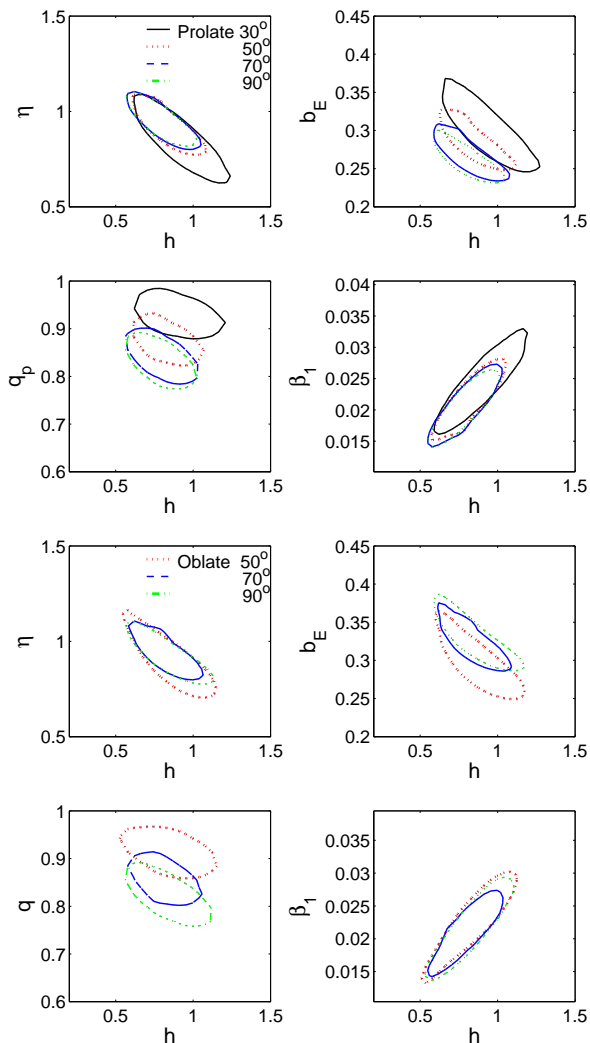 Prolate 30°
50°
70°
90°
1.5
1
0.5
η
0.5 1 1.5
h
0.45
0.4
0.35
0.3
0.25
0.2
b_E
0.5 1 1.5
h
1
0.9
0.8
0.7
0.6
q_p
0.5 1 1.5
h
0.04
0.035
0.03
0.025
0.02
0.015
β_1
0.5 1 1.5
h
Oblate 50°
70°
90°
1.5
1
0.5
η
0.5 1 1.5
h
0.45
0.4
0.35
0.3
0.25
0.2
b_E
0.5 1 1.5
h
1
0.9
0.8
0.7
0.6
q
0.5 1 1.5
h
0.035
0.03
0.025
0.02
0.015
β_1
0.5 1 1.5
h